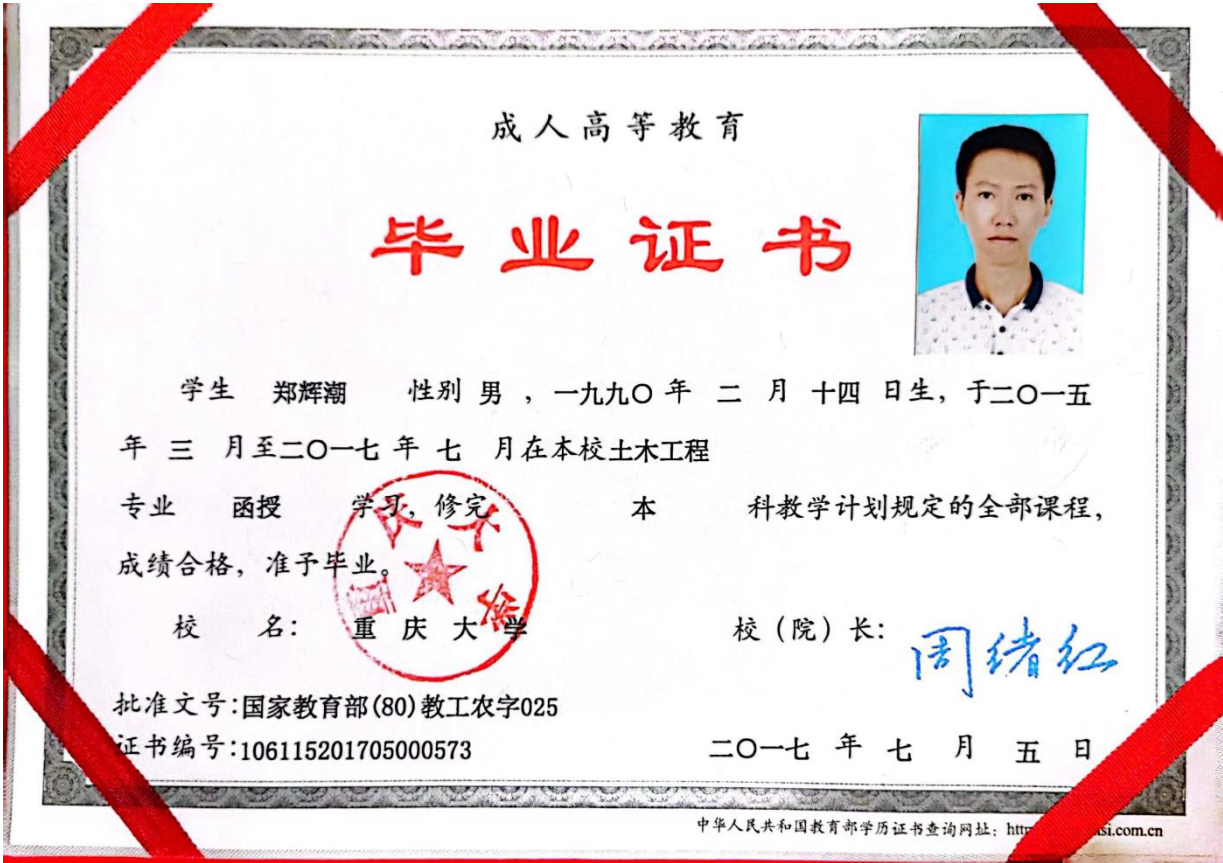 成人高等教育
毕业证书
学生 郑辉潮 性别 男 ，一九九〇 年 二 月 十四 日生，于二〇一五
年 三 月至二〇一七 年 七 月在本校土木工程
专业 函授 学习，修完 本 科教学计划规定的全部课程，
成绩合格，准予毕业。
校 名： 重庆大学
校（院）长：周绪红
批准文号：国家教育部(80)教工农字025
证书编号：106115201705000573
二〇一七 年 七 月 五 日
中华人民共和国教育部学历证书查询网址：htt si.com.cn